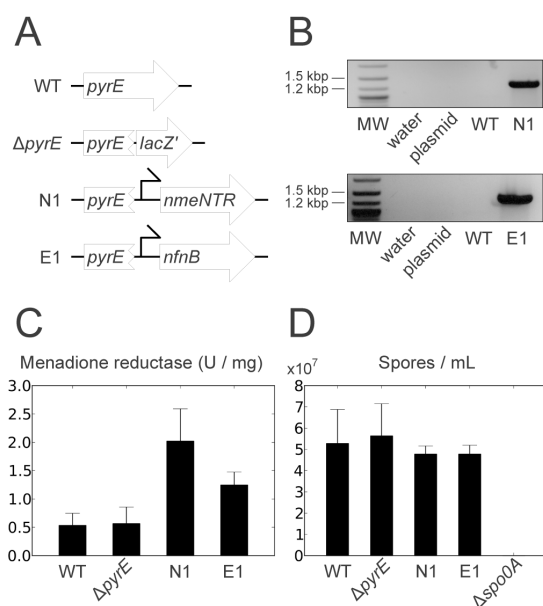 A
WT
pyrE
ΔpyrE
pyrE
lacZ'
N1
pyrE
nmeNTR
E1
pyrE
nfnB
B
1.5 kbp
1.2 kbp
MW
water
plasmid
WT
N1
1.5 kbp
1.2 kbp
MW
water
plasmid
WT
E1
C
Menadione reductase (U / mg)
3.0
2.5
2.0
1.5
1.0
0.5
0.0
WT
ΔpyrE
N1
E1
D
Spores / mL
x10⁷
8
7
6
5
4
3
2
1
0
WT
ΔpyrE
N1
E1
Δspo0A